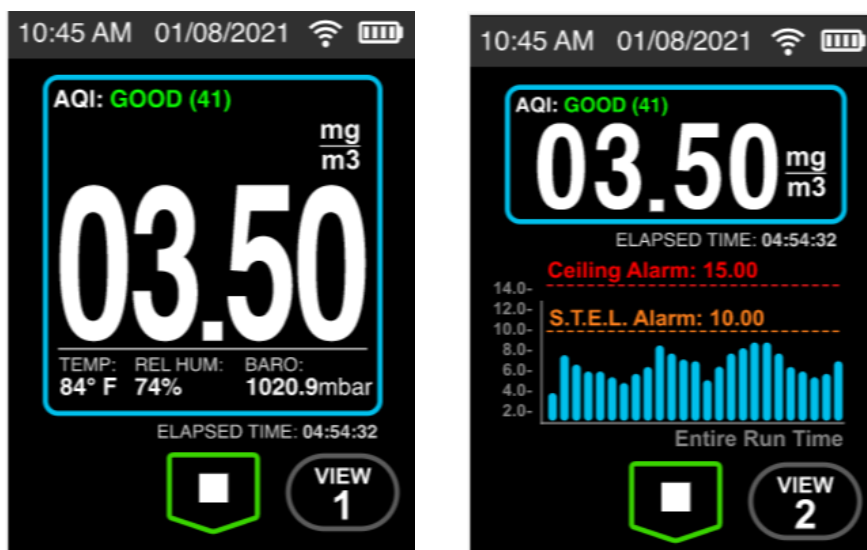 10:45 AM 01/08/2021
AQI: GOOD (41)
mg
m3
03.50
TEMP: REL HUM: BARO:
84° F 74% 1020.9mbar
ELAPSED TIME: 04:54:32
VIEW
1
10:45 AM 01/08/2021
AQI: GOOD (41)
03.50 mg
m3
ELAPSED TIME: 04:54:32
Ceiling Alarm: 15.00
14.0-
12.0-
S.T.E.L. Alarm: 10.00
10.0-
8.0-
6.0-
4.0-
2.0-
Entire Run Time
VIEW
2